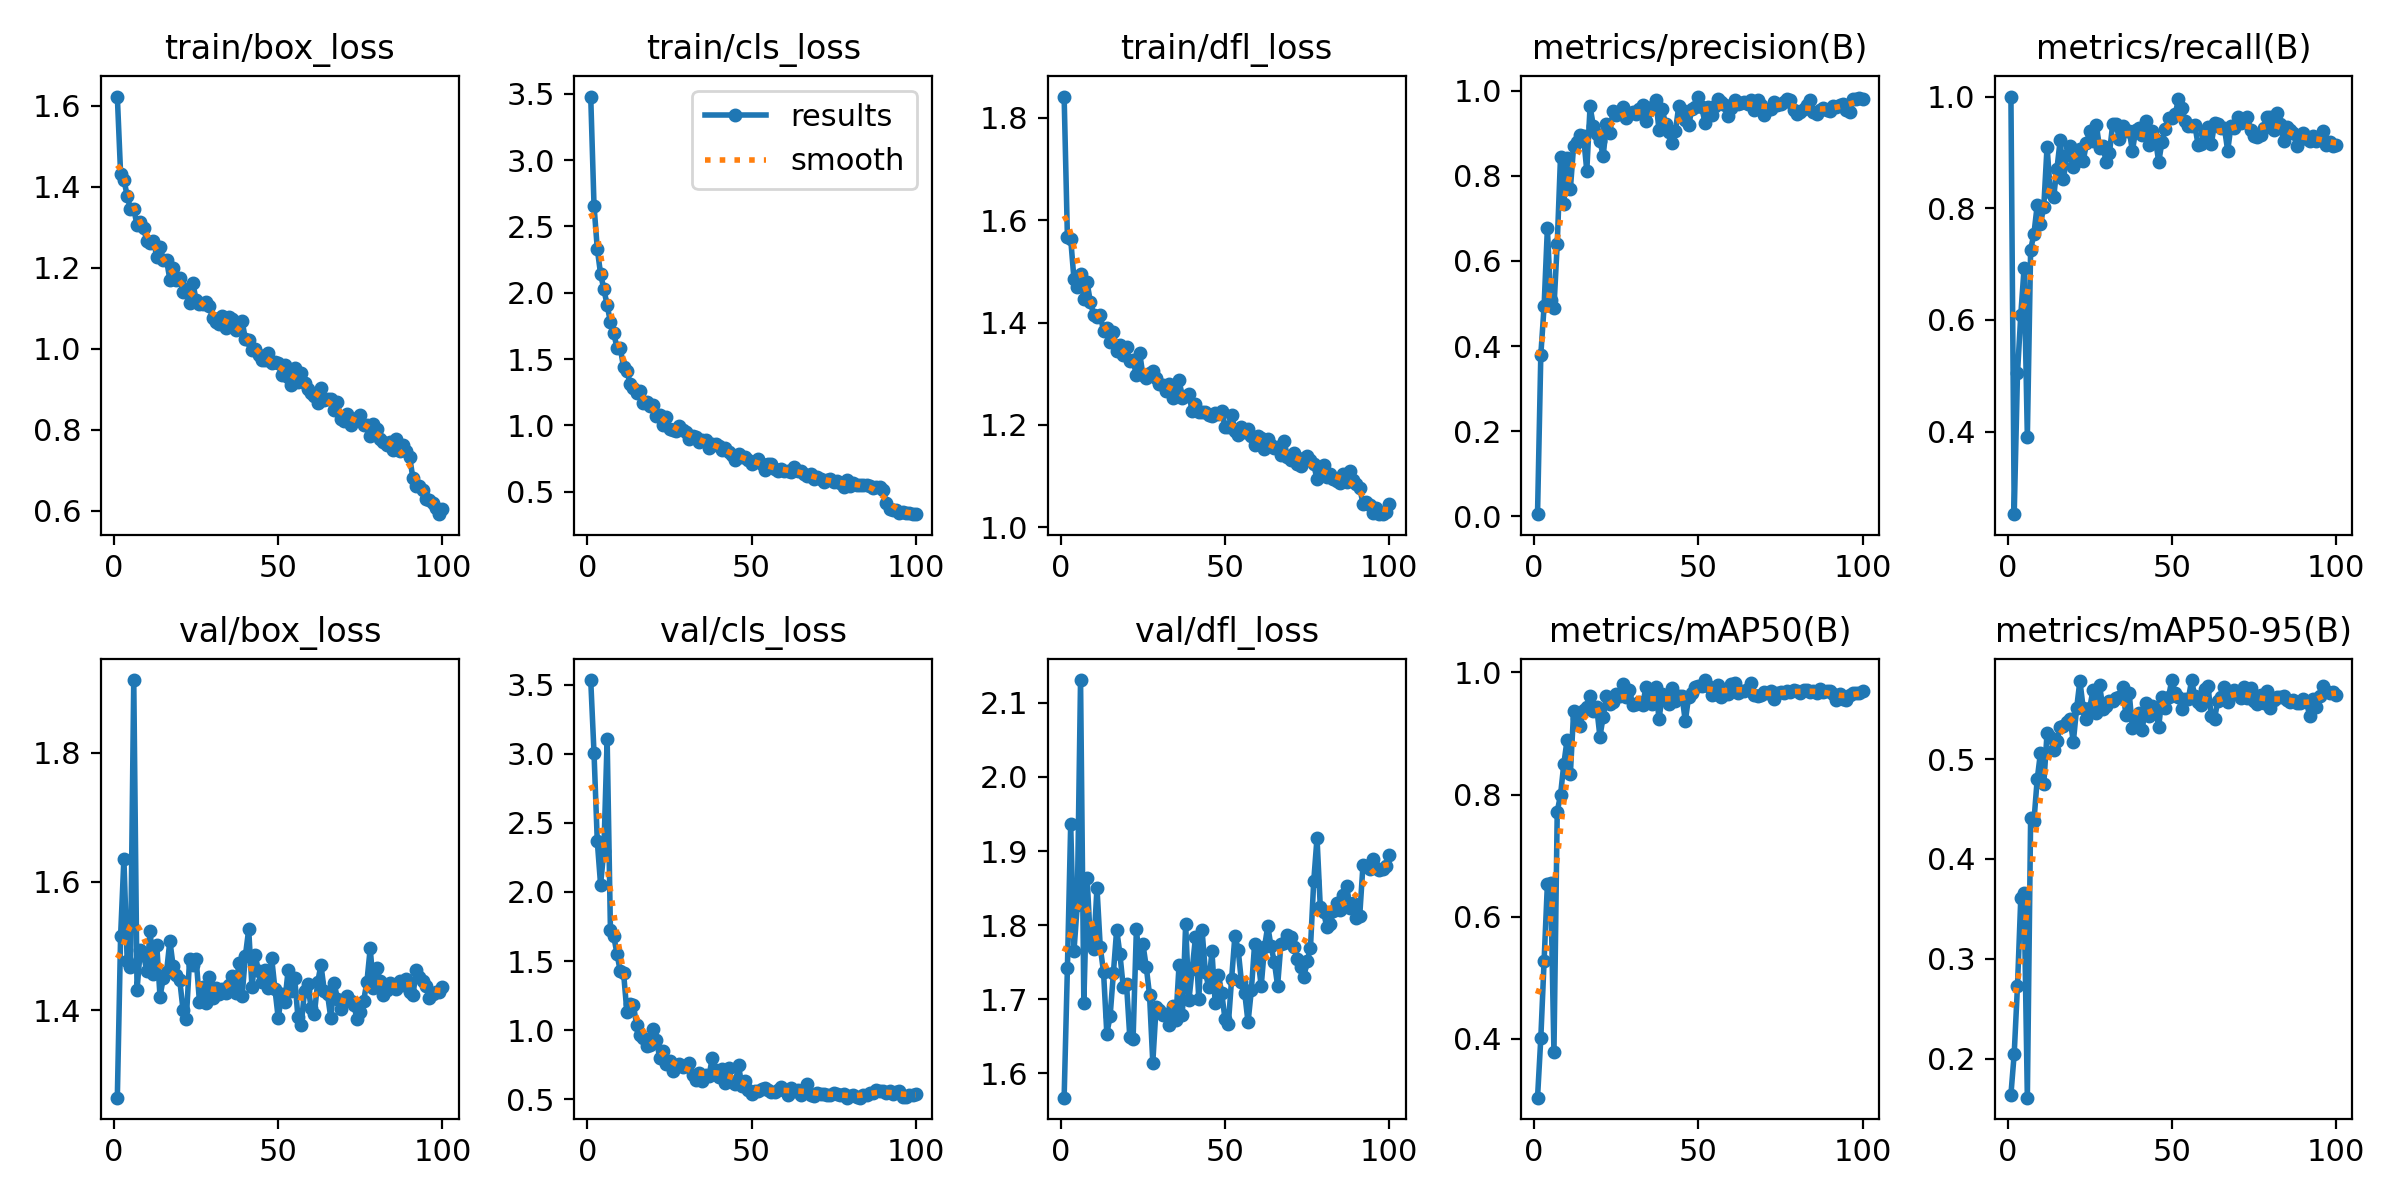 train/box_loss
train/cls_loss
train/dfl_loss
metrics/precision(B)
metrics/recall(B)
1.6
1.4
1.2
1.0
0.8
0.6
0 50 100
3.5
3.0
2.5
2.0
1.5
1.0
0.5
results
smooth
0 50 100
1.8
1.6
1.4
1.2
1.0
0 50 100
1.0
0.8
0.6
0.4
0.2
0.0
0 50 100
1.0
0.8
0.6
0.4
0 50 100
val/box_loss
val/cls_loss
val/dfl_loss
metrics/mAP50(B)
metrics/mAP50-95(B)
1.8
1.6
1.4
0 50 100
3.5
3.0
2.5
2.0
1.5
1.0
0.5
0 50 100
2.1
2.0
1.9
1.8
1.7
1.6
0 50 100
1.0
0.8
0.6
0.4
0 50 100
0.5
0.4
0.3
0.2
0 50 100